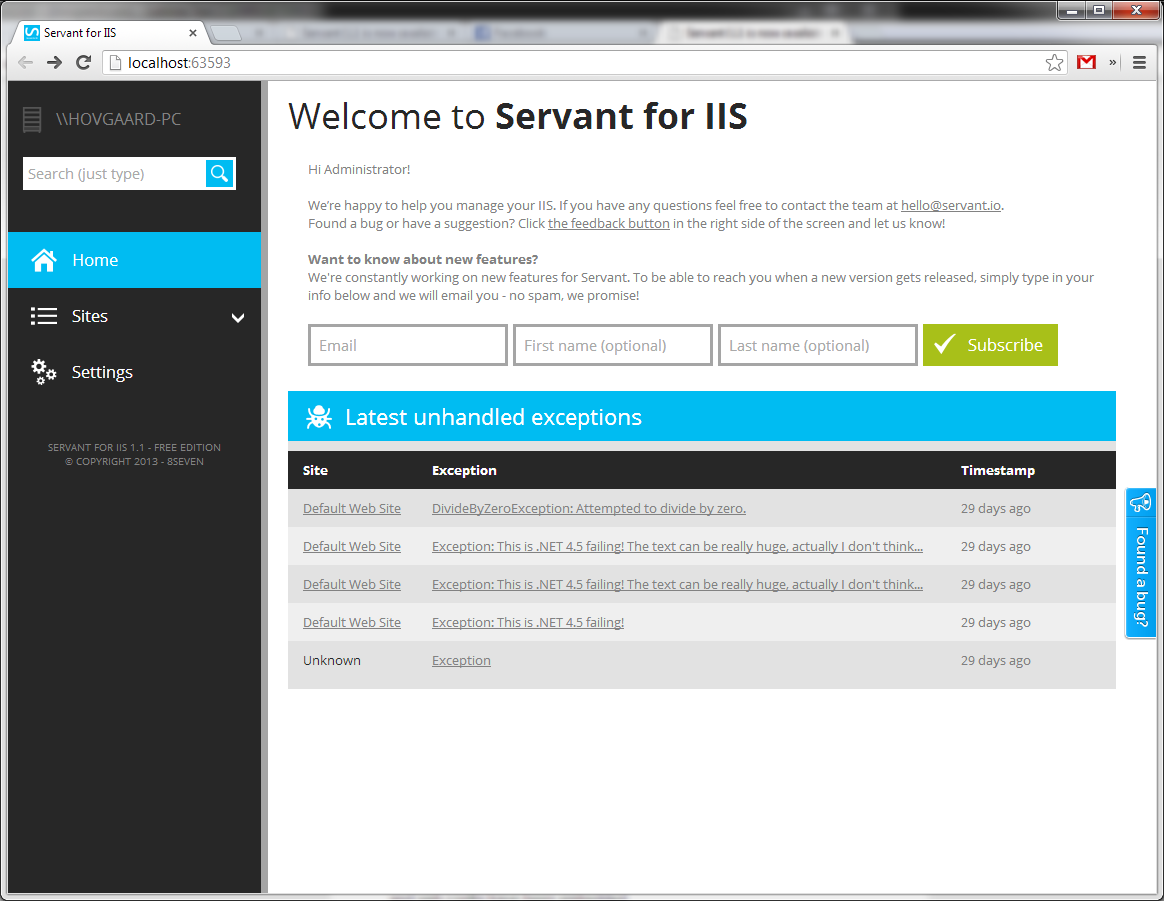 Servant for IIS
localhost:63593
\\HOVGAARD-PC
Search (just type)
Home
Sites
Settings
SERVANT FOR IIS 1.1 - FREE EDITION
© COPYRIGHT 2013 - 8SEVEN
Welcome to Servant for IIS
Hi Administrator!
We're happy to help you manage your IIS. If you have any questions feel free to contact the team at hello@servant.io.
Found a bug or have a suggestion? Click the feedback button in the right side of the screen and let us know!
Want to know about new features?
We're constantly working on new features for Servant. To be able to reach you when a new version gets released, simply type in your
info below and we will email you - no spam, we promise!
Email First name (optional) Last name (optional) Subscribe
Latest unhandled exceptions
Site Exception Timestamp
Default Web Site DivideByZeroException: Attempted to divide by zero. 29 days ago
Default Web Site Exception: This is .NET 4.5 failing! The text can be really huge, actually I don't think... 29 days ago
Default Web Site Exception: This is .NET 4.5 failing! The text can be really huge, actually I don't think... 29 days ago
Default Web Site Exception: This is .NET 4.5 failing! 29 days ago
Unknown Exception 29 days ago
Found a bug?